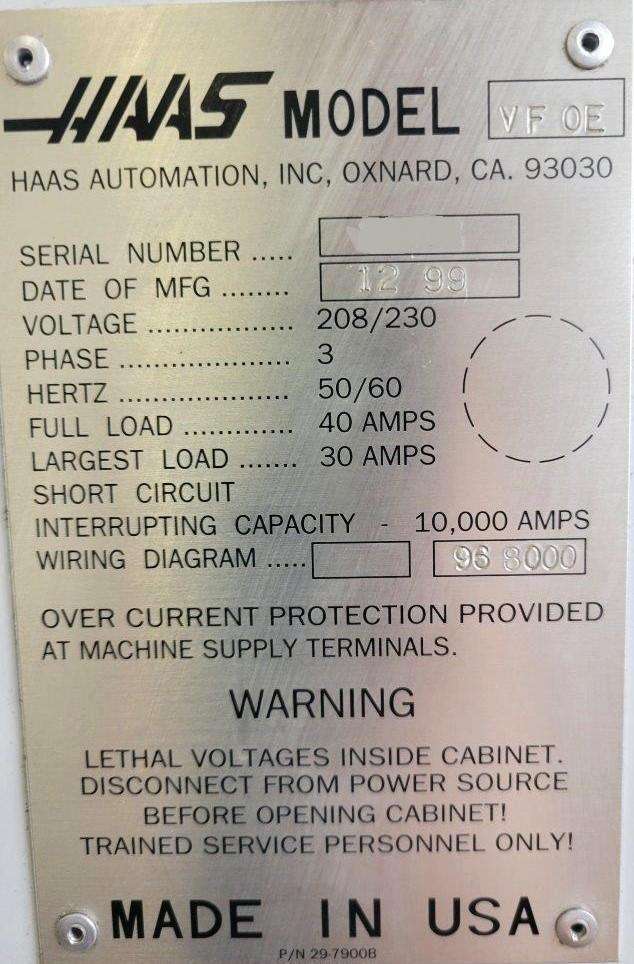 HAAS MODEL VF 0E
HAAS AUTOMATION, INC, OXNARD, CA. 93030
SERIAL NUMBER .....
DATE OF MFG ........ 12 99
VOLTAGE ................. 208/230
PHASE .................... 3
HERTZ .................... 50/60
FULL LOAD ............. 40 AMPS
LARGEST LOAD ....... 30 AMPS
SHORT CIRCUIT
INTERRUPTING CAPACITY - 10,000 AMPS
WIRING DIAGRAM ..... 96 8000
OVER CURRENT PROTECTION PROVIDED
AT MACHINE SUPPLY TERMINALS.
WARNING
LETHAL VOLTAGES INSIDE CABINET.
DISCONNECT FROM POWER SOURCE
BEFORE OPENING CABINET!
TRAINED SERVICE PERSONNEL ONLY!
MADE IN USA
P/N 29-7900B